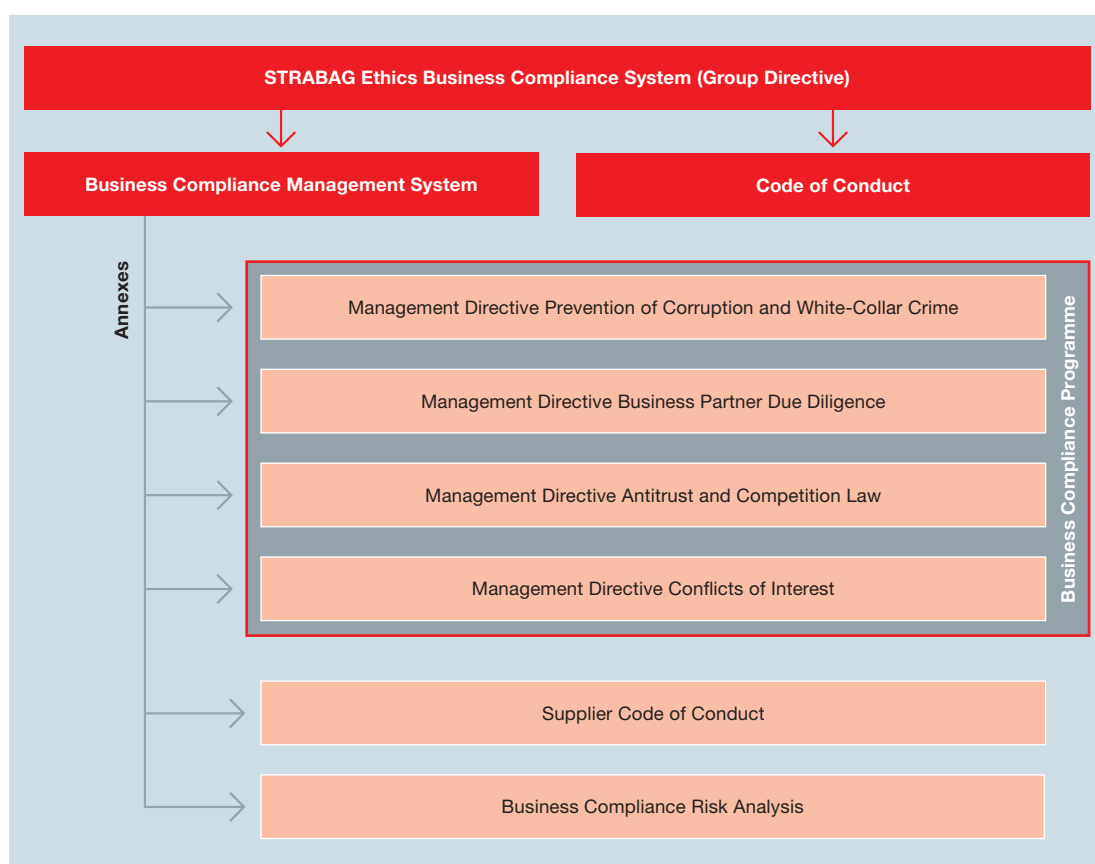 STRABAG Ethics Business Compliance System (Group Directive)
Business Compliance Management System
Code of Conduct
Annexes
Management Directive Prevention of Corruption and White-Collar Crime
Management Directive Business Partner Due Diligence
Management Directive Antitrust and Competition Law
Management Directive Conflicts of Interest
Business Compliance Programme
Supplier Code of Conduct
Business Compliance Risk Analysis